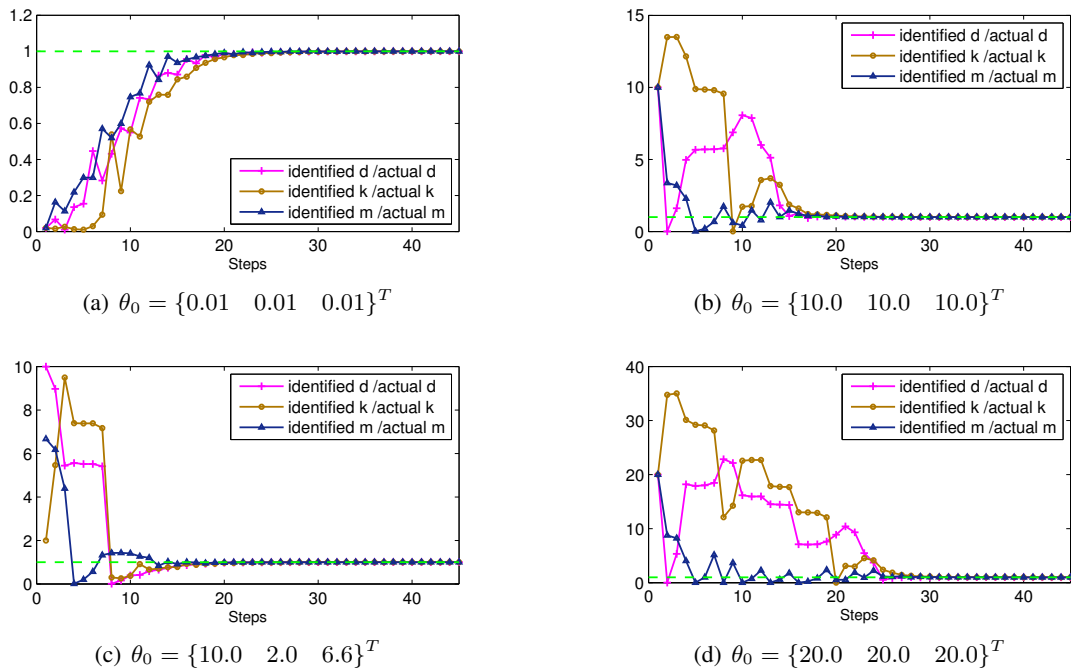 1.2
1
0.8
0.6
0.4
0.2
0
0 10 20 30 40
Steps
identified d /actual d
identified k /actual k
identified m /actual m
(a) θ₀ = {0.01 0.01 0.01}ᵀ
15
10
5
0
0 10 20 30 40
Steps
identified d /actual d
identified k /actual k
identified m /actual m
(b) θ₀ = {10.0 10.0 10.0}ᵀ
10
8
6
4
2
0
0 10 20 30 40
Steps
identified d /actual d
identified k /actual k
identified m /actual m
(c) θ₀ = {10.0 2.0 6.6}ᵀ
40
30
20
10
0
0 10 20 30 40
Steps
identified d /actual d
identified k /actual k
identified m /actual m
(d) θ₀ = {20.0 20.0 20.0}ᵀ